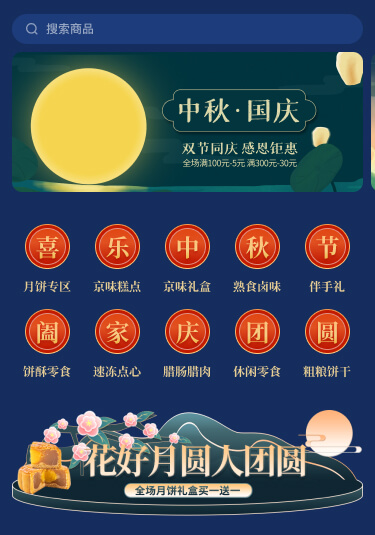 搜索商品
中秋·国庆
双节同庆 感恩钜惠
全场满100元-5元 满300元-30元
喜 乐 中 秋 节
月饼专区 京味糕点 京味礼盒 熟食卤味 伴手礼
阖 家 庆 团 圆
饼酥零食 速冻点心 腊肠腊肉 休闲零食 粗粮饼干
花好月圆人团圆
全场月饼礼盒买一送一